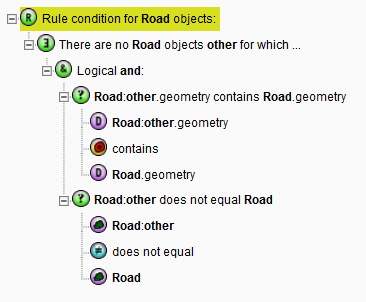 R Rule condition for Road objects:
∃ There are no Road objects other for which ...
& Logical and:
? Road:other.geometry contains Road.geometry
D Road:other.geometry
contains
D Road.geometry
? Road:other does not equal Road
Road:other
≠ does not equal
Road